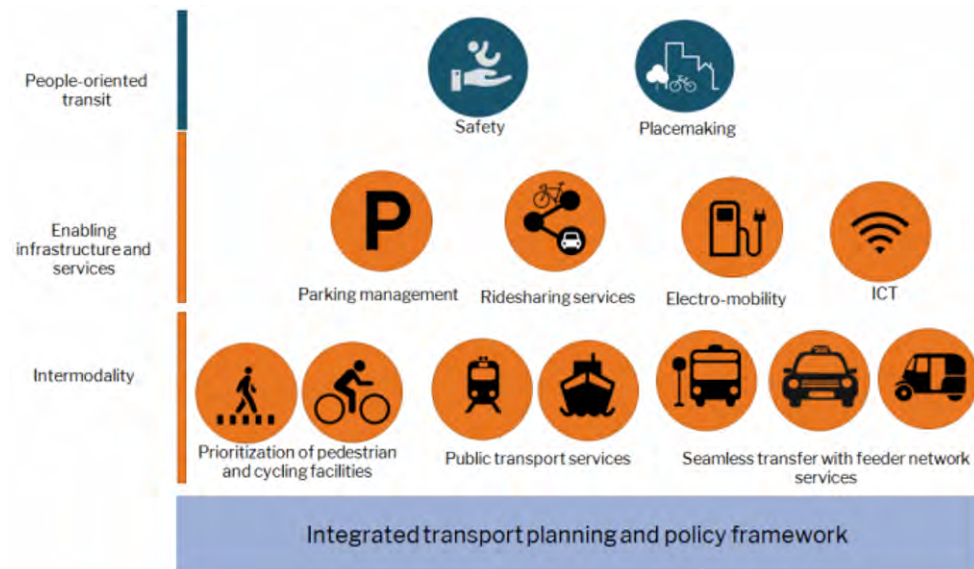 People-oriented
transit
Safety
Placemaking
Enabling
infrastructure and
services
P
Parking management
Ridesharing services
Electro-mobility
ICT
Intermodality
Prioritization of pedestrian
and cycling facilities
Public transport services
Seamless transfer with feeder network
services
Integrated transport planning and policy framework